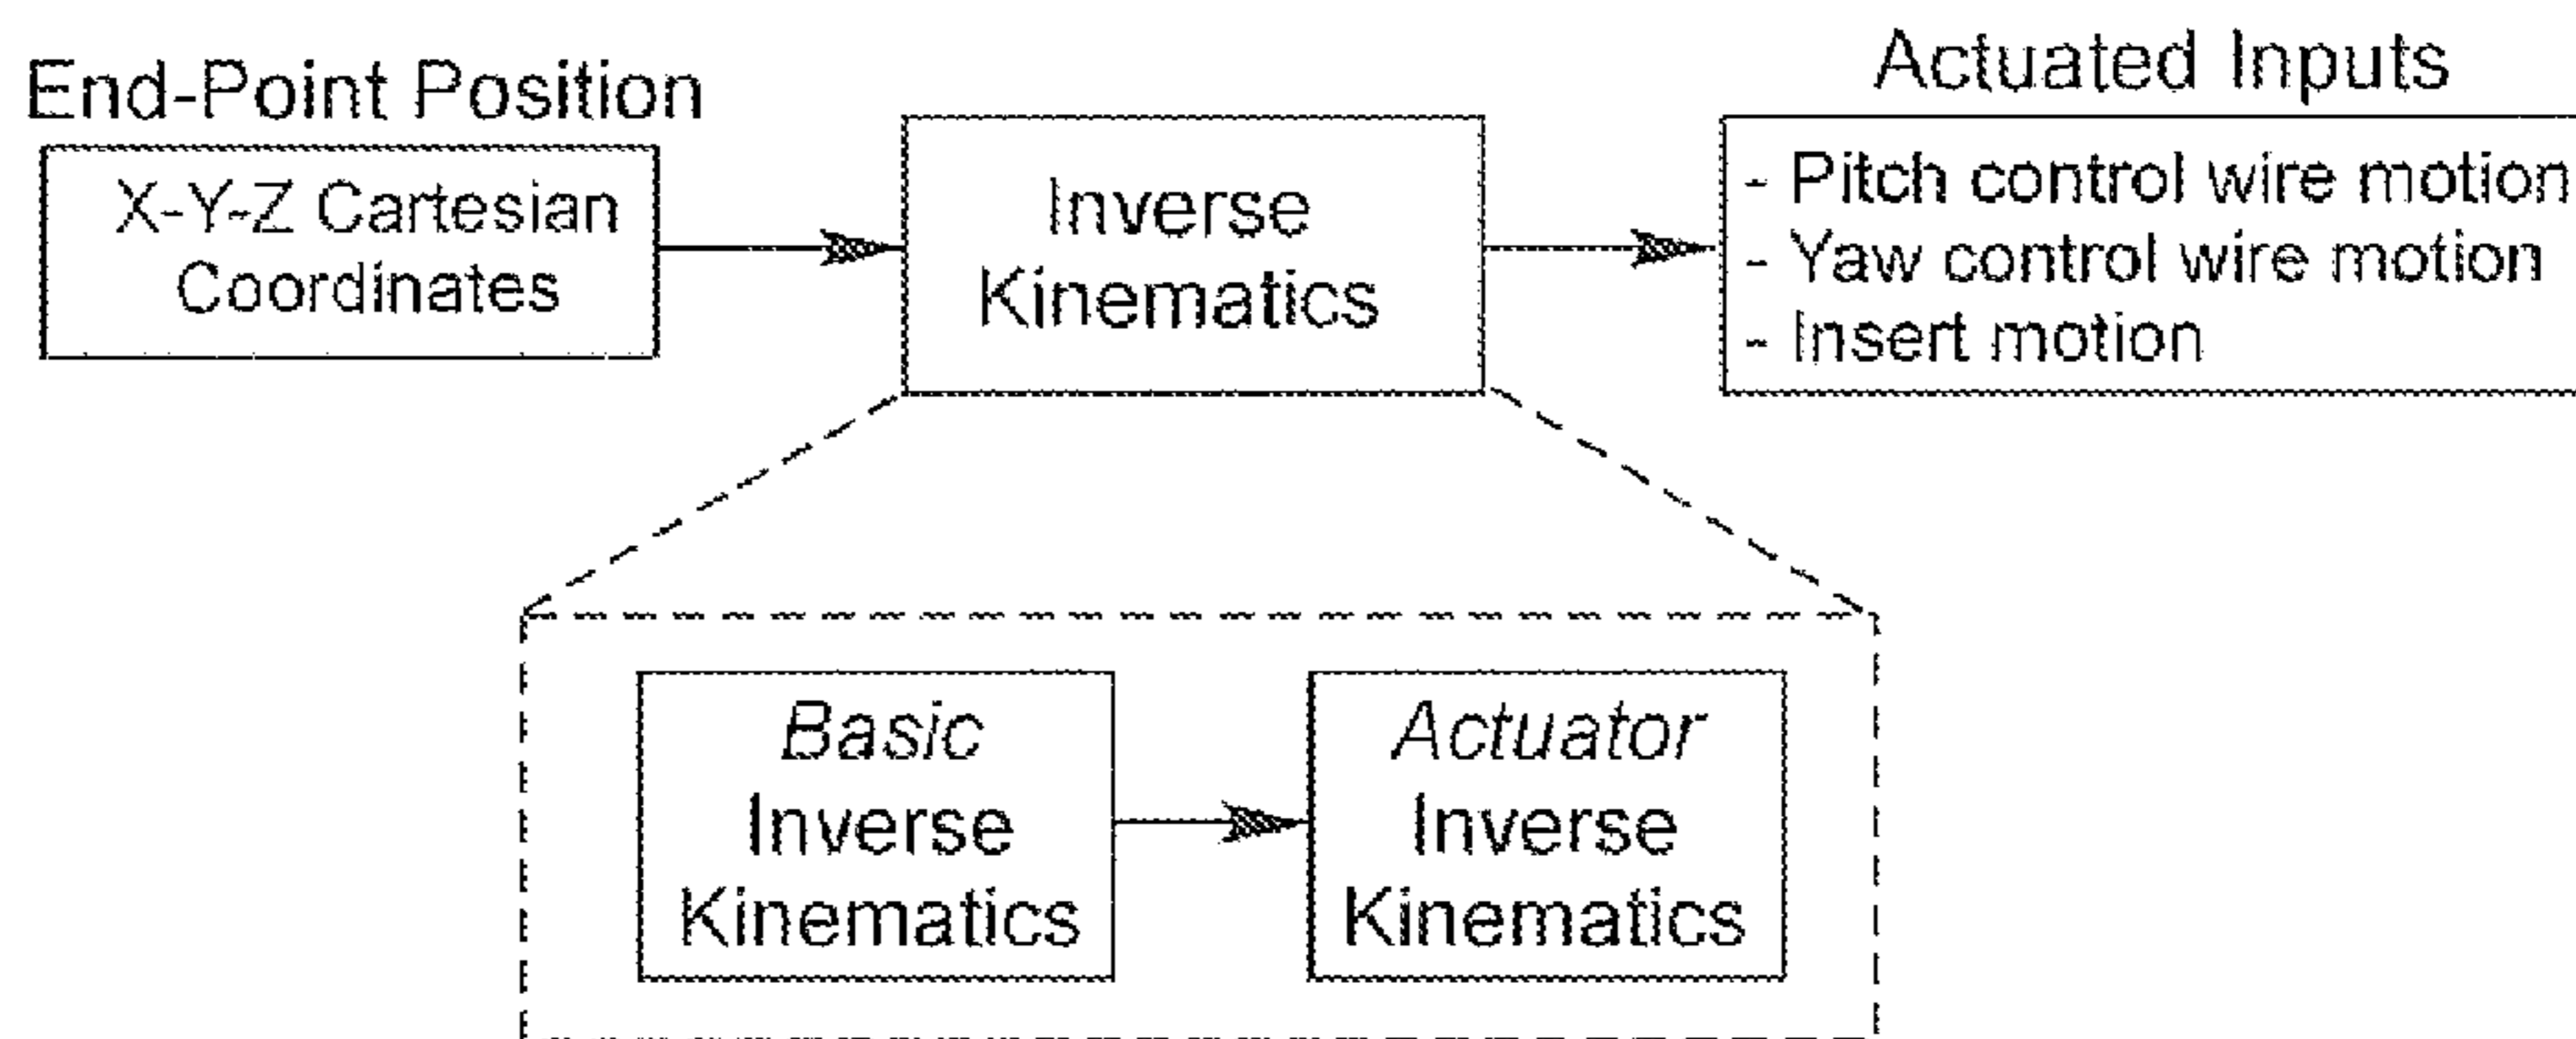 End-Point Position
X-Y-Z Cartesian
Coordinates
Inverse
Kinematics
Actuated Inputs
- Pitch control wire motion
- Yaw control wire motion
- Insert motion
Basic
Inverse
Kinematics
Actuator
Inverse
Kinematics